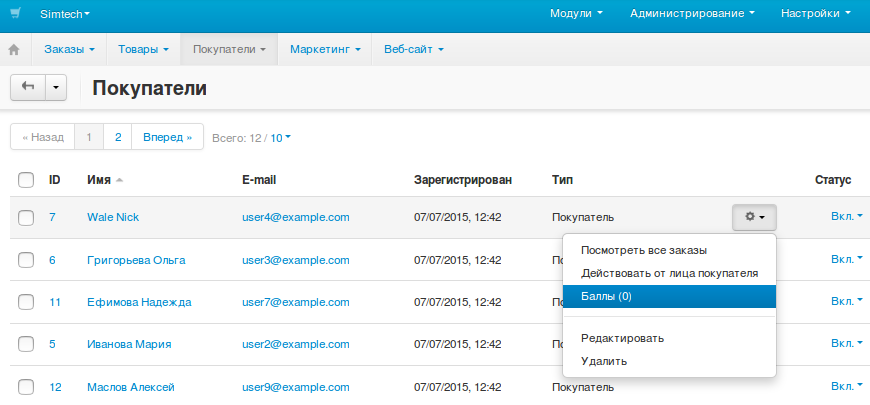 Simtech Модули Администрирование Настройки
Заказы Товары Покупатели Маркетинг Веб-сайт
Покупатели
« Назад 1 2 Вперед » Всего: 12 / 10
ID Имя E-mail Зарегистрирован Тип Статус
7 Wale Nick user4@example.com 07/07/2015, 12:42 Покупатель Вкл.
Посмотреть все заказы
6 Григорьева Ольга user3@example.com 07/07/2015, 12:42 Вкл.
Действовать от лица покупателя
Баллы (0)
11 Ефимова Надежда user7@example.com 07/07/2015, 12:42 Вкл.
Редактировать
5 Иванова Мария user2@example.com 07/07/2015, 12:42 Вкл.
Удалить
12 Маслов Алексей user9@example.com 07/07/2015, 12:42 Покупатель Вкл.